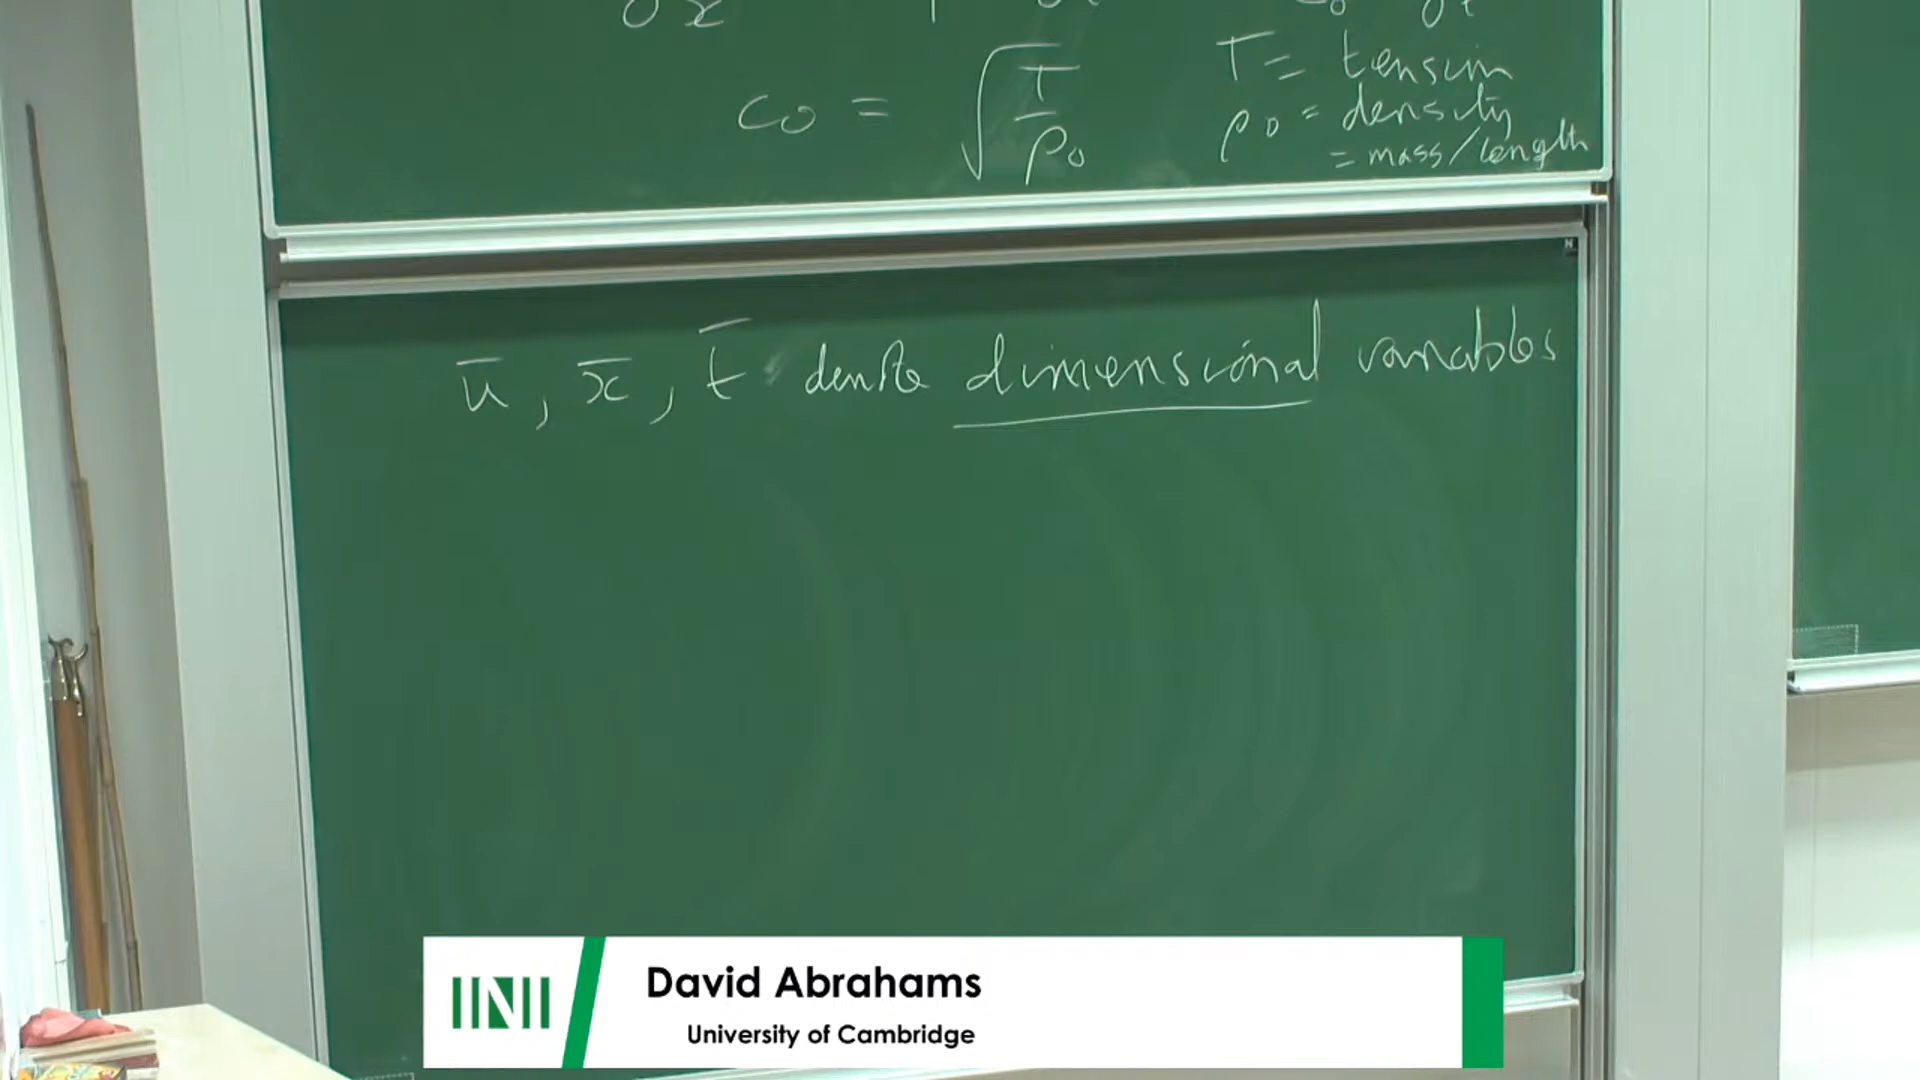 c₀ = √(T/ρ₀)
T = tension
ρ₀ = density
= mass/length
ū, x̄, t̄ denote dimensional variables
David Abrahams
University of Cambridge